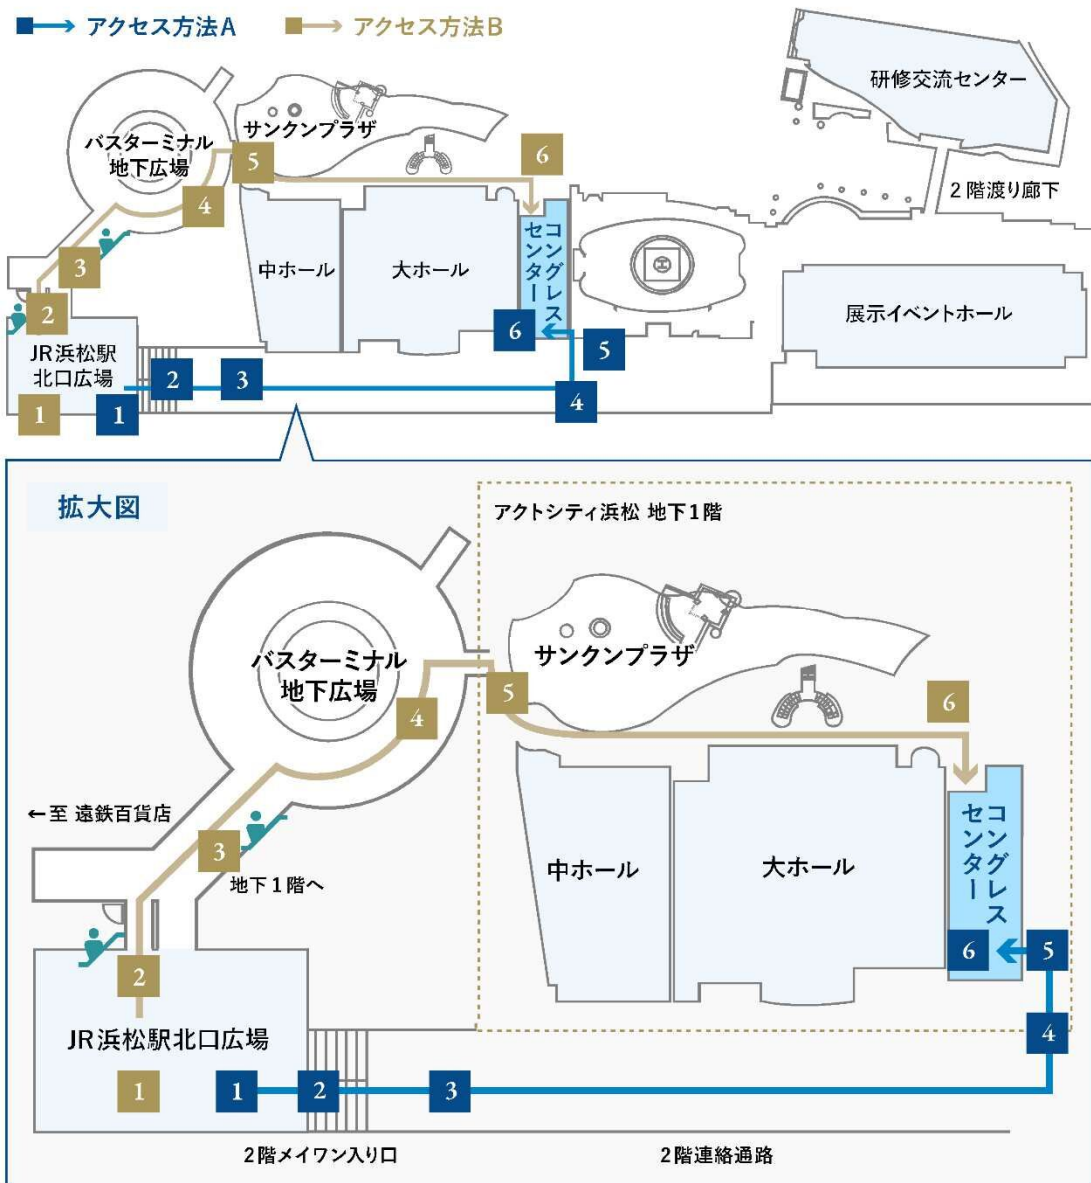 アクセス方法A
アクセス方法B
研修交流センター
サンクンプラザ
バスターミナル
地下広場
6
5
4
2階渡り廊下
3
中ホール
大ホール
コングレス
センター
2
展示イベントホール
6
5
JR浜松駅
北口広場
2
3
4
1
1
拡大図
アクトシティ浜松 地下1階
バスターミナル
地下広場
サンクンプラザ
5
6
4
←至 遠鉄百貨店
3
地下1階へ
中ホール
大ホール
コングレス
センター
6
5
2
JR浜松駅北口広場
4
1
1
2
3
2階メイワン入り口
2階連絡通路